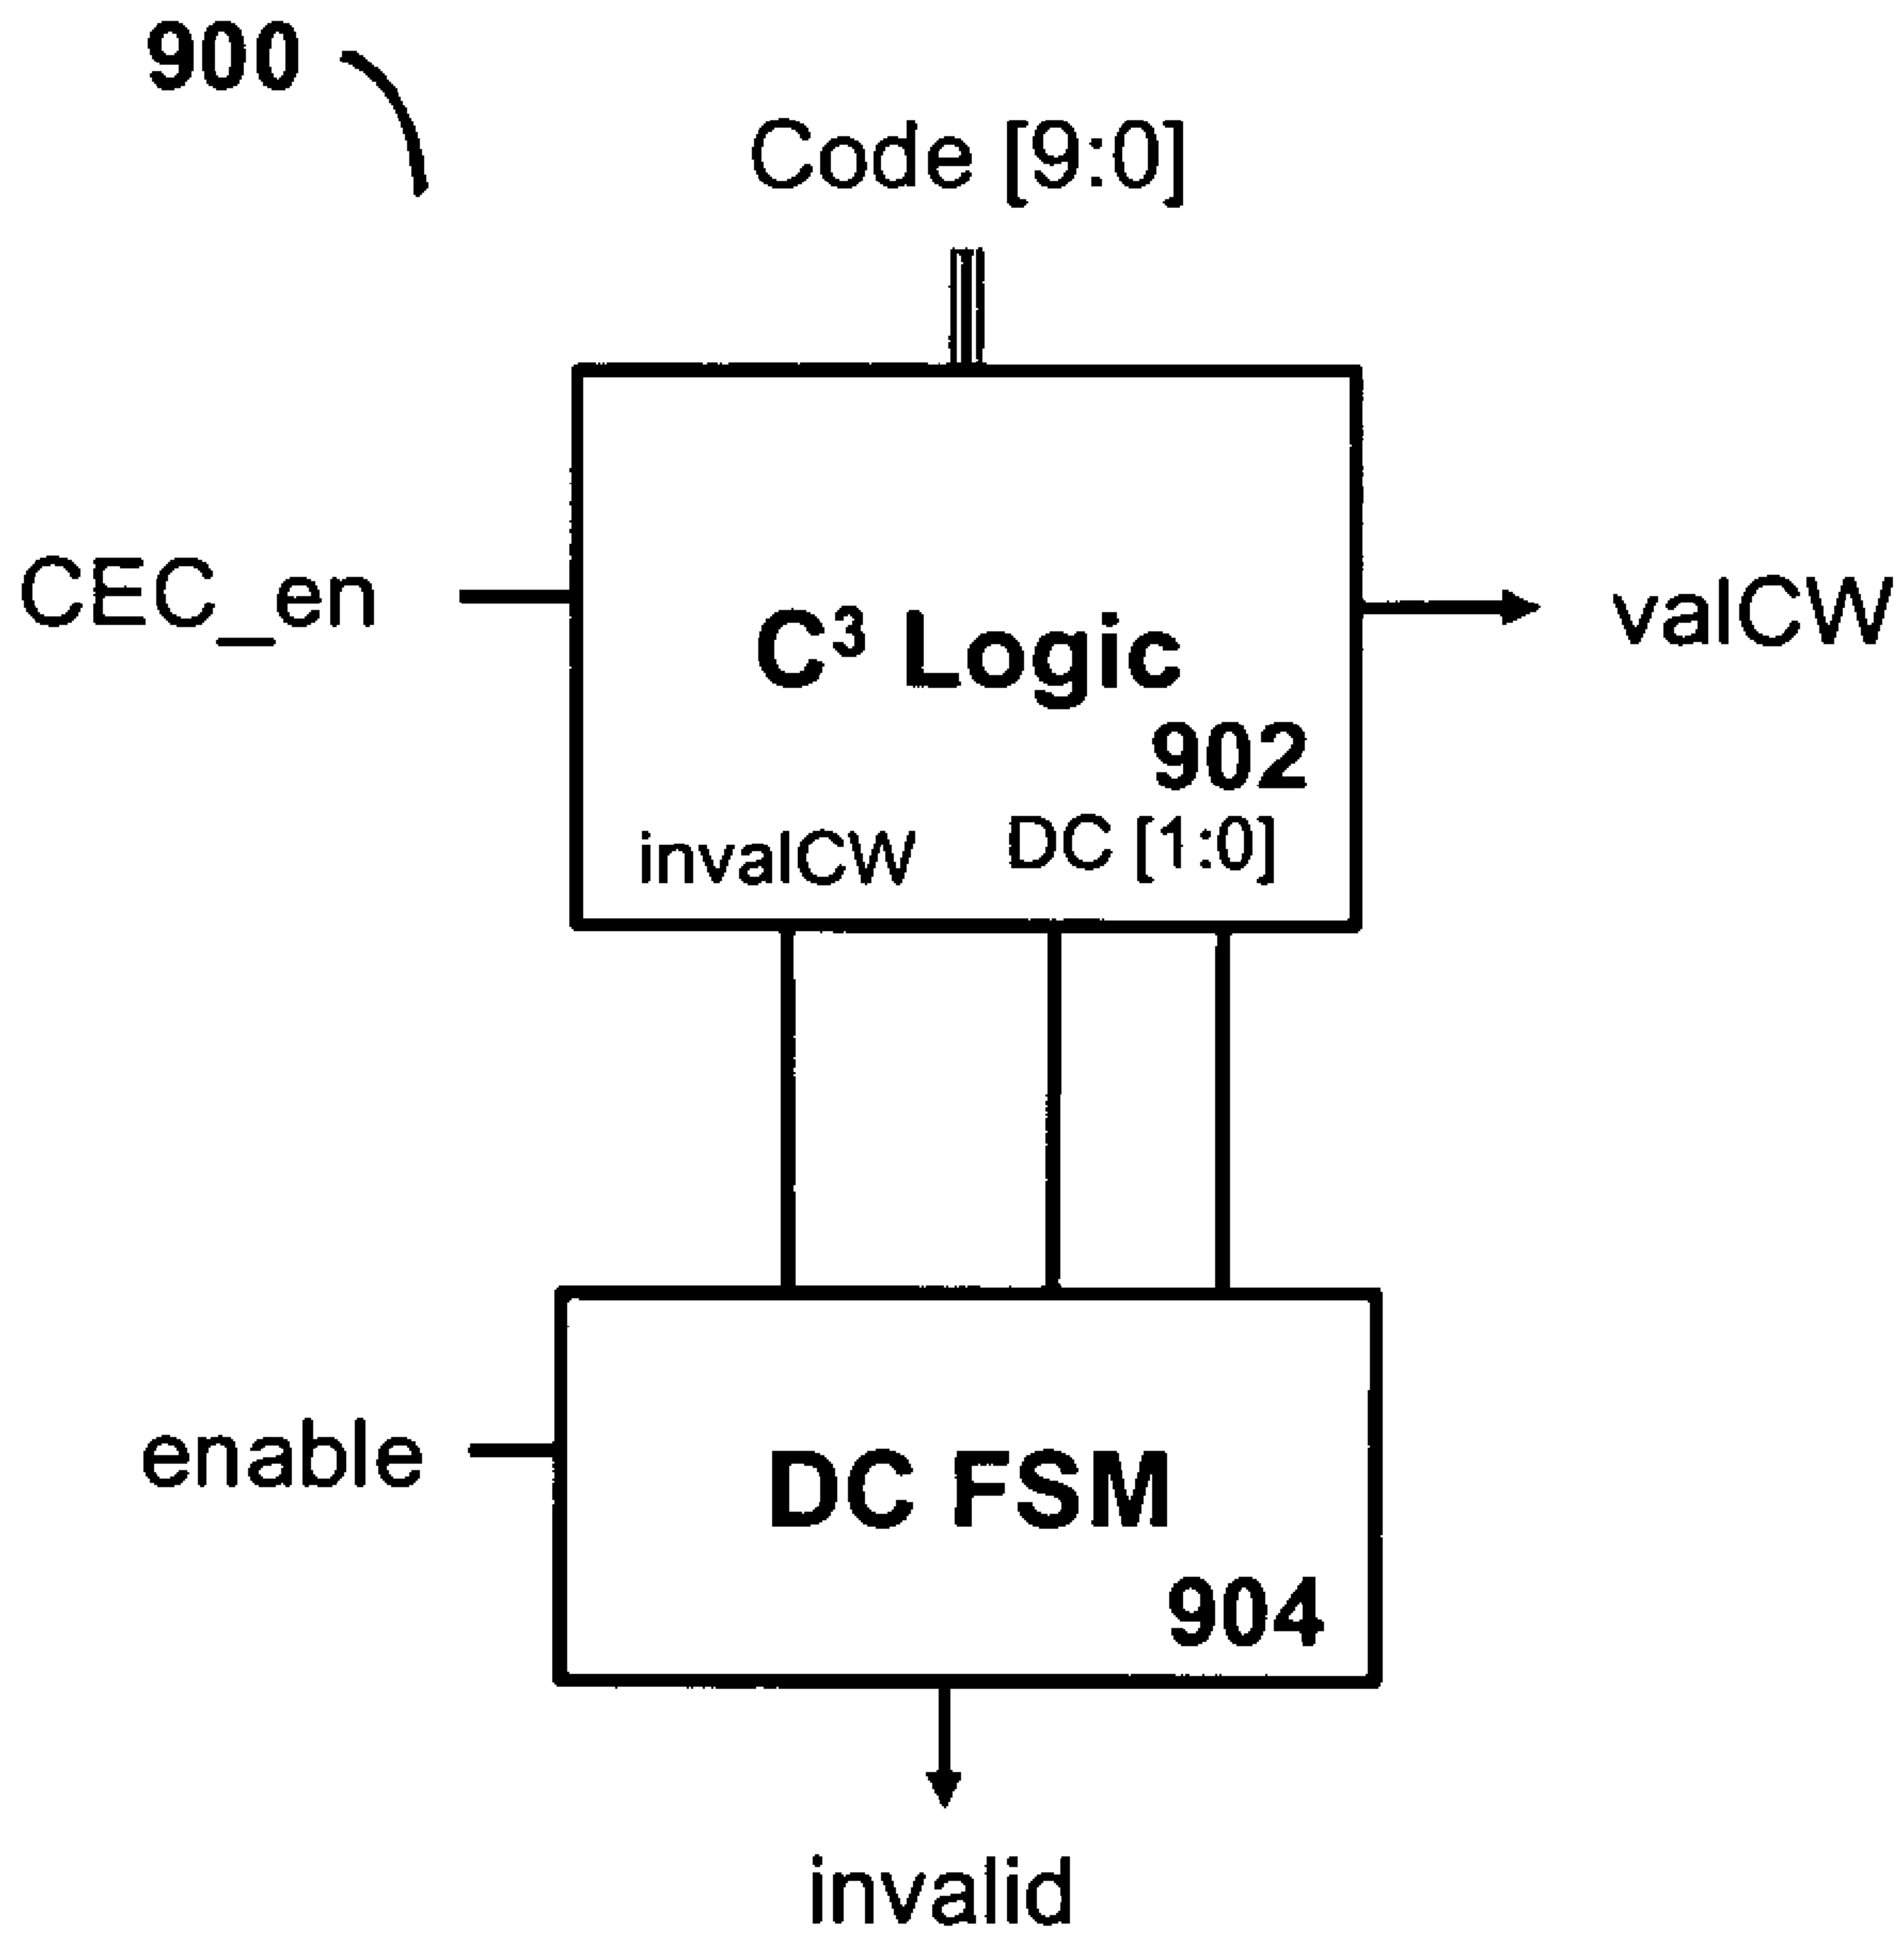 900
Code [9:0]
CEC_en
C³ Logic
valCW
902
invalCW DC [1:0]
enable
DC FSM
904
invalid